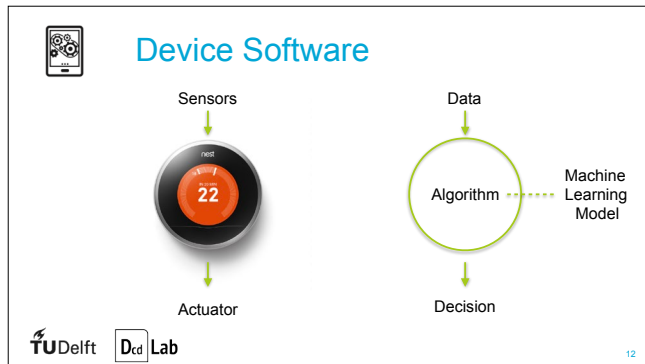 Device Software
Sensors
nest
22
Actuator
Data
Algorithm
Machine
Learning
Model
Decision
TUDelft
Dcd Lab
12